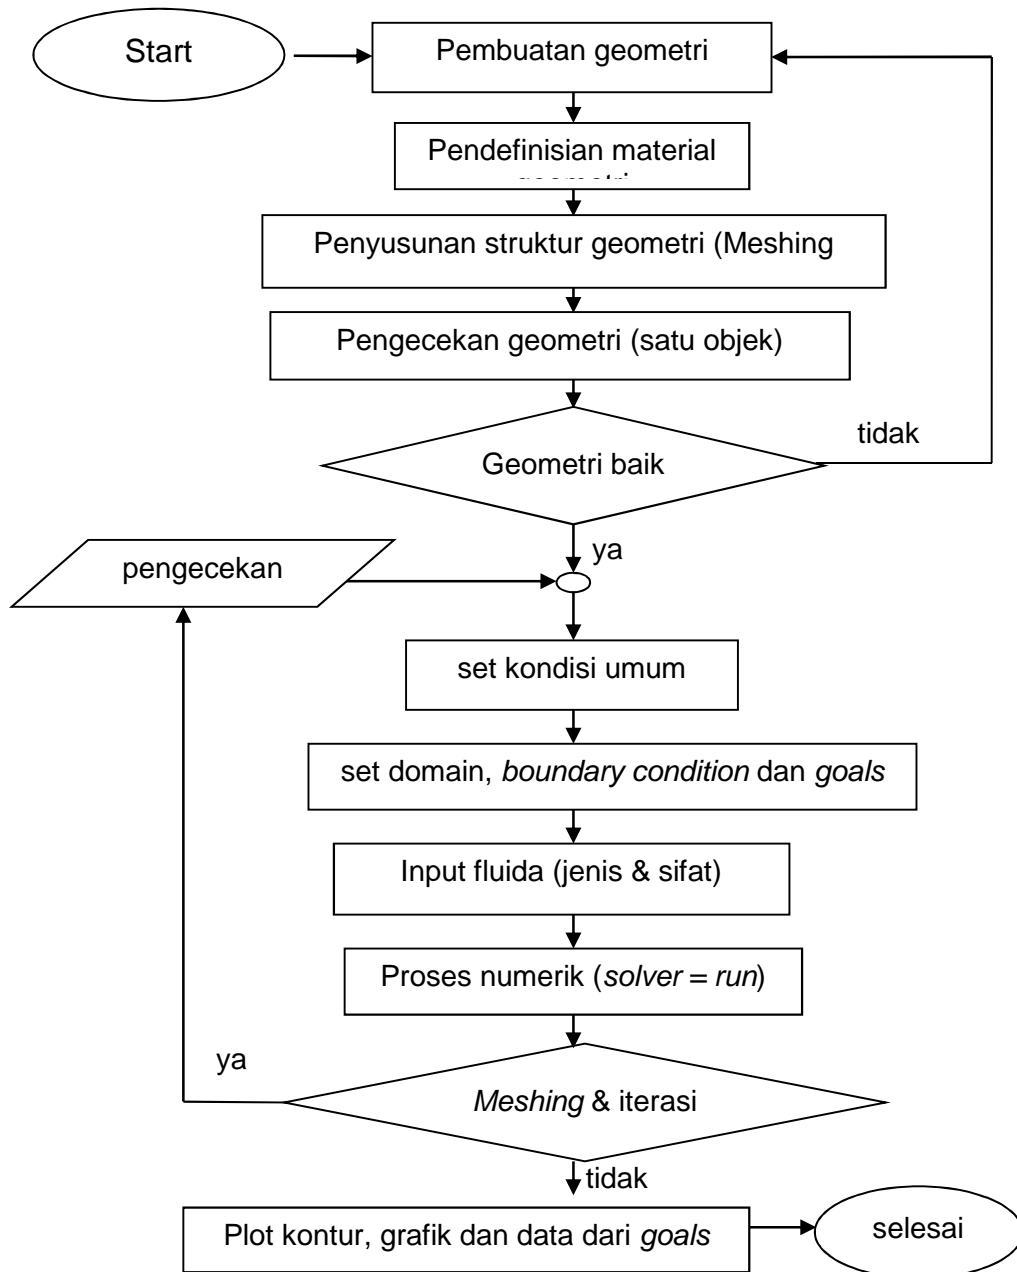 Start
Pembuatan geometri
Pendefinisian material
Penyusunan struktur geometri (Meshing
Pengecekan geometri (satu objek)
tidak
Geometri baik
ya
pengecekan
set kondisi umum
set domain, boundary condition dan goals
Input fluida (jenis & sifat)
Proses numerik (solver = run)
ya
Meshing & iterasi
tidak
Plot kontur, grafik dan data dari goals
selesai